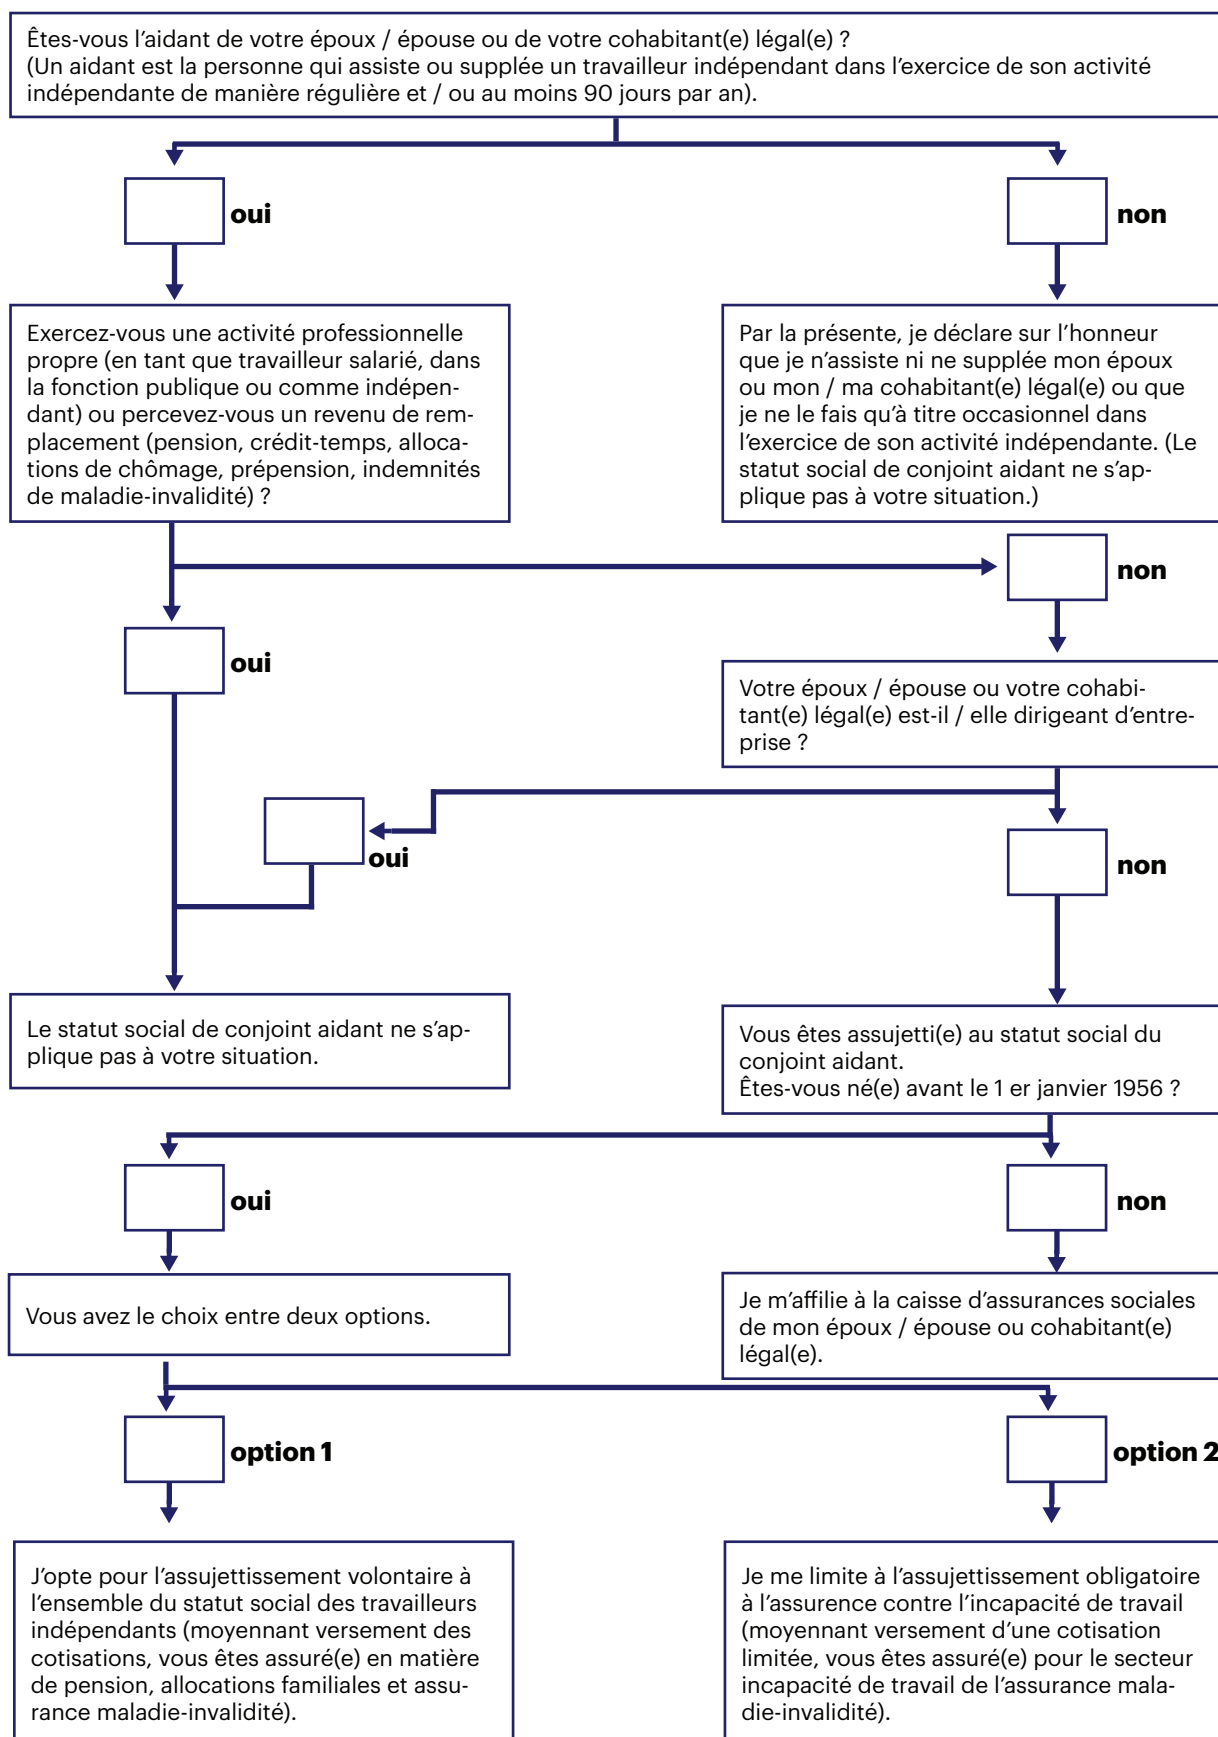 Êtes-vous l'aidant de votre époux / épouse ou de votre cohabitant(e) légal(e) ?
(Un aidant est la personne qui assiste ou supplée un travailleur indépendant dans l'exercice de son activité
indépendante de manière régulière et / ou au moins 90 jours par an).
oui
non
Exercez-vous une activité professionnelle
propre (en tant que travailleur salarié, dans
la fonction publique ou comme indépen-
dant) ou percevez-vous un revenu de rem-
placement (pension, crédit-temps, alloca-
tions de chômage, prépension, indemnités
de maladie-invalidité) ?
Par la présente, je déclare sur l'honneur
que je n'assiste ni ne supplée mon époux
ou mon / ma cohabitant(e) légal(e) ou que
je ne le fais qu'à titre occasionnel dans
l'exercice de son activité indépendante. (Le
statut social de conjoint aidant ne s'ap-
plique pas à votre situation.)
non
oui
Votre époux / épouse ou votre cohabi-
tant(e) légal(e) est-il / elle dirigeant d'entre-
prise ?
oui
non
Le statut social de conjoint aidant ne s'ap-
plique pas à votre situation.
Vous êtes assujetti(e) au statut social du
conjoint aidant.
Êtes-vous né(e) avant le 1 er janvier 1956 ?
oui
non
Vous avez le choix entre deux options.
Je m'affilie à la caisse d'assurances sociales
de mon époux / épouse ou cohabitant(e)
légal(e).
option 1
option 2
J'opte pour l'assujettissement volontaire à
l'ensemble du statut social des travailleurs
indépendants (moyennant versement des
cotisations, vous êtes assuré(e) en matière
de pension, allocations familiales et assu-
rance maladie-invalidité).
Je me limite à l'assujettissement obligatoire
à l'assurence contre l'incapacité de travail
(moyennant versement d'une cotisation
limitée, vous êtes assuré(e) pour le secteur
incapacité de travail de l'assurance mala-
die-invalidité).